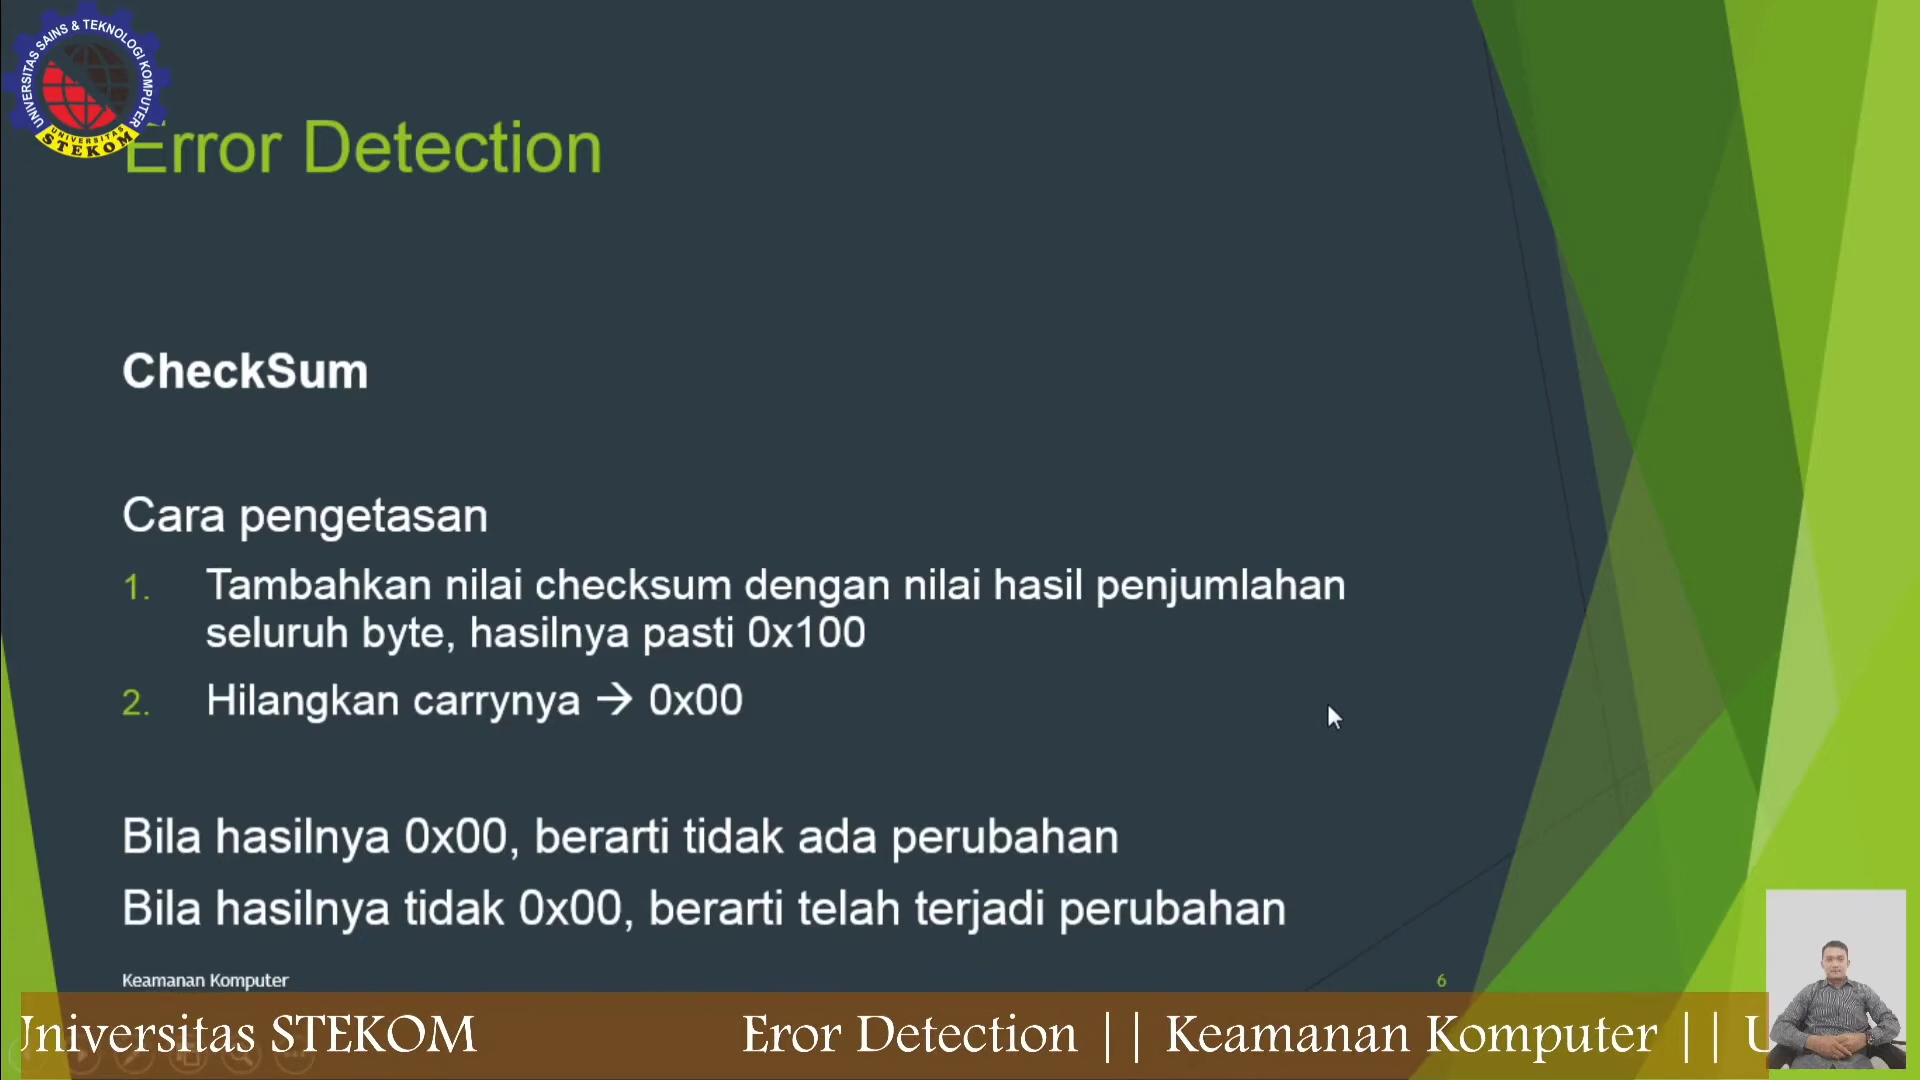 UNIVERSITAS SAINS & TEKNOLOGI KOMPUTER
UNIVERSITAS
STEKOM
Error Detection
CheckSum
Cara pengetasan
1. Tambahkan nilai checksum dengan nilai hasil penjumlahan
seluruh byte, hasilnya pasti 0x100
2. Hilangkan carrynya → 0x00
Bila hasilnya 0x00, berarti tidak ada perubahan
Bila hasilnya tidak 0x00, berarti telah terjadi perubahan
Keamanan Komputer
6
Universitas STEKOM Eror Detection || Keamanan Komputer || U